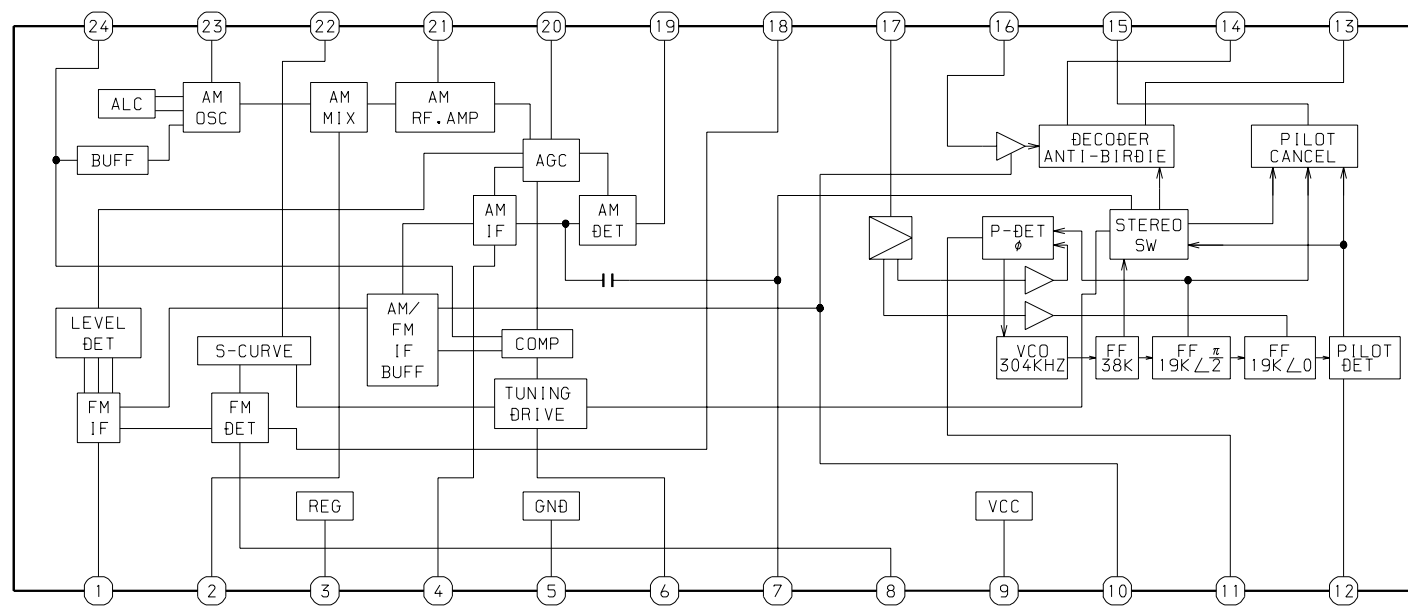 24 23 22 21 20 19 18 17 16 15 14 13
ALC
AM
OSC
AM
MIX
AM
RF.AMP
BUFF
AGC
DECODER
ANTI-BIRDIE
PILOT
CANCEL
AM
IF
AM
DET
P-DET
ø
STEREO
SW
LEVEL
DET
S-CURVE
AM/
FM
IF
BUFF
COMP
VCO
304KHZ
FF
38K
FF
19K∠π/2
FF
19K∠0
PILOT
DET
FM
IF
FM
DET
TUNING
DRIVE
REG
GND
VCC
1 2 3 4 5 6 7 8 9 10 11 12